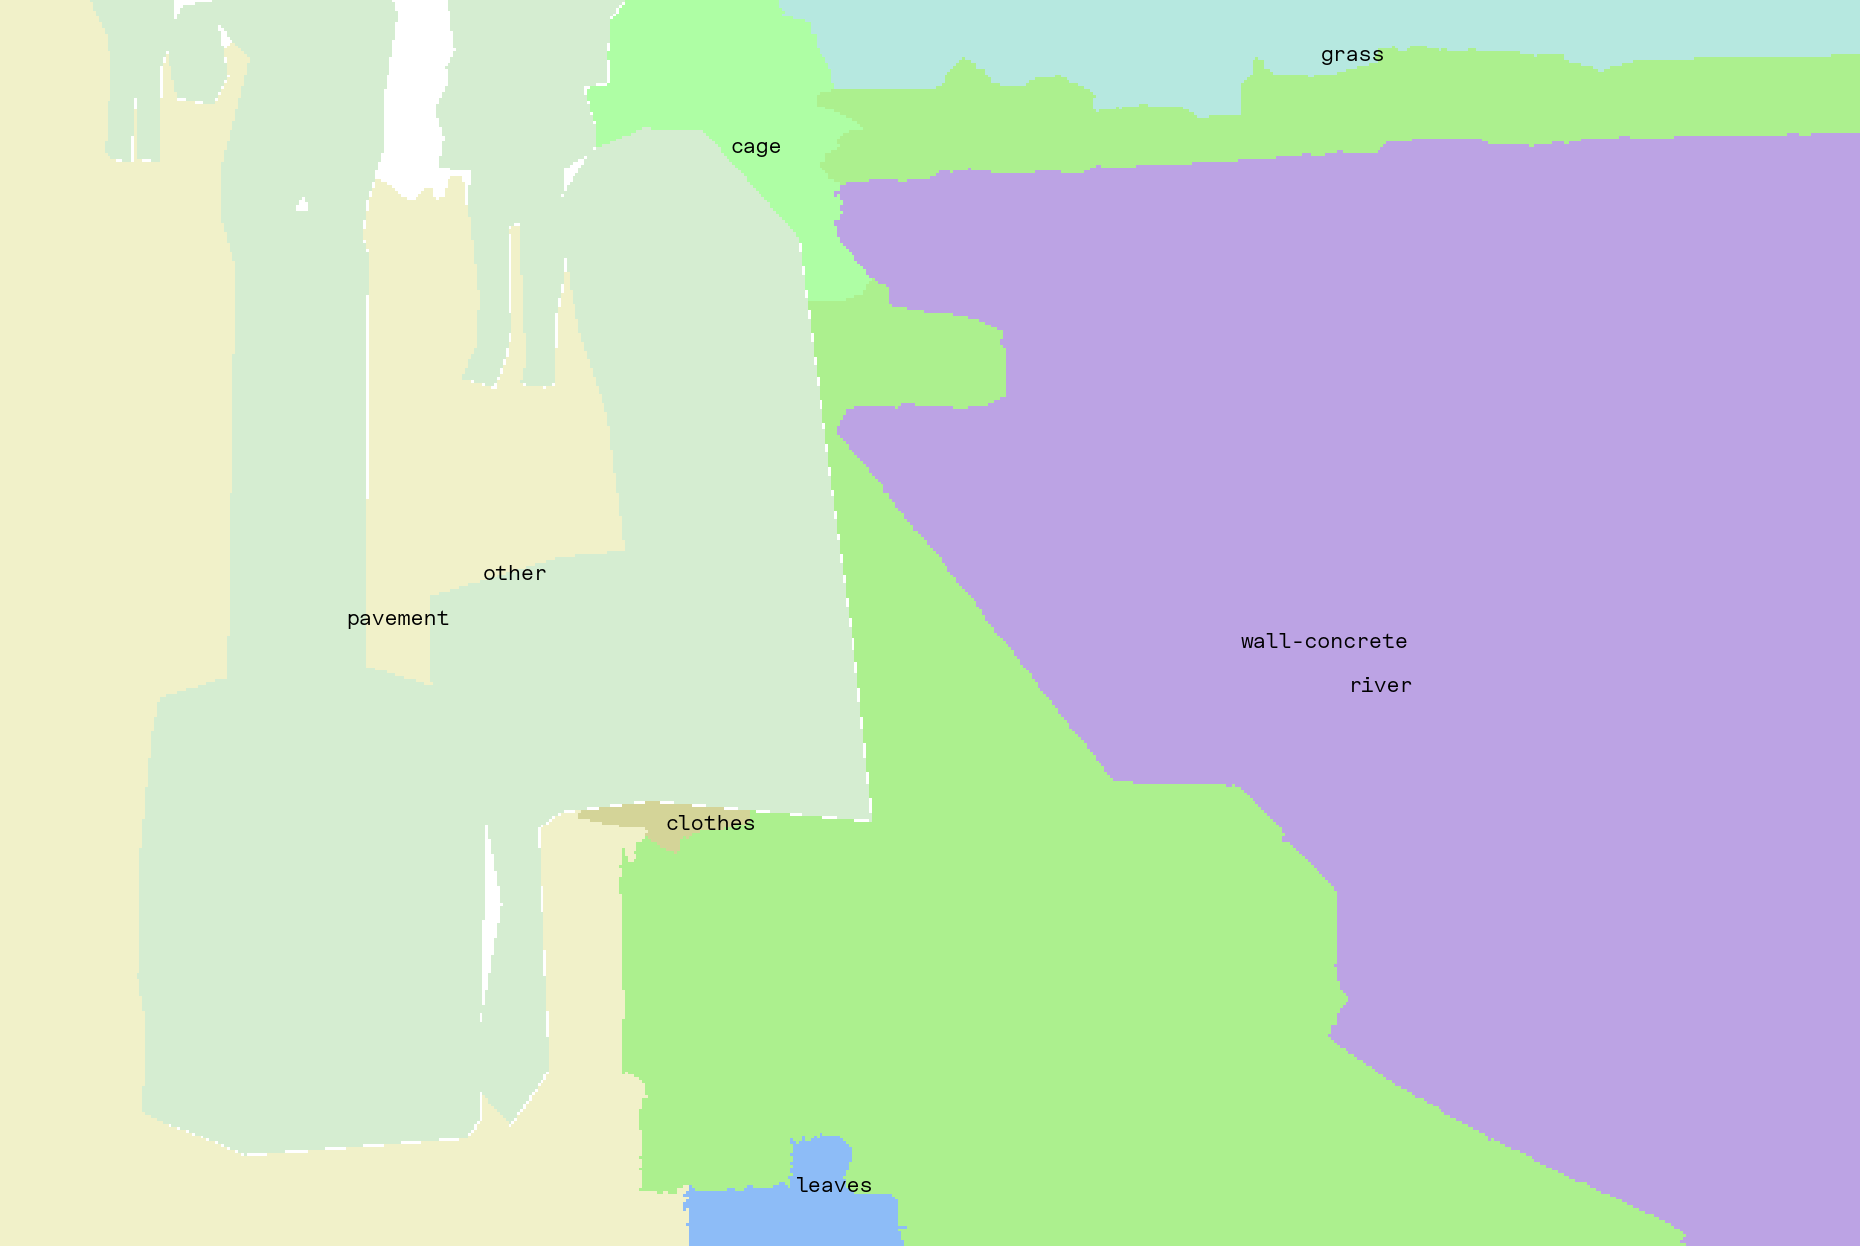 grass
cage
other
pavement
wall-concrete
river
clothes
leaves